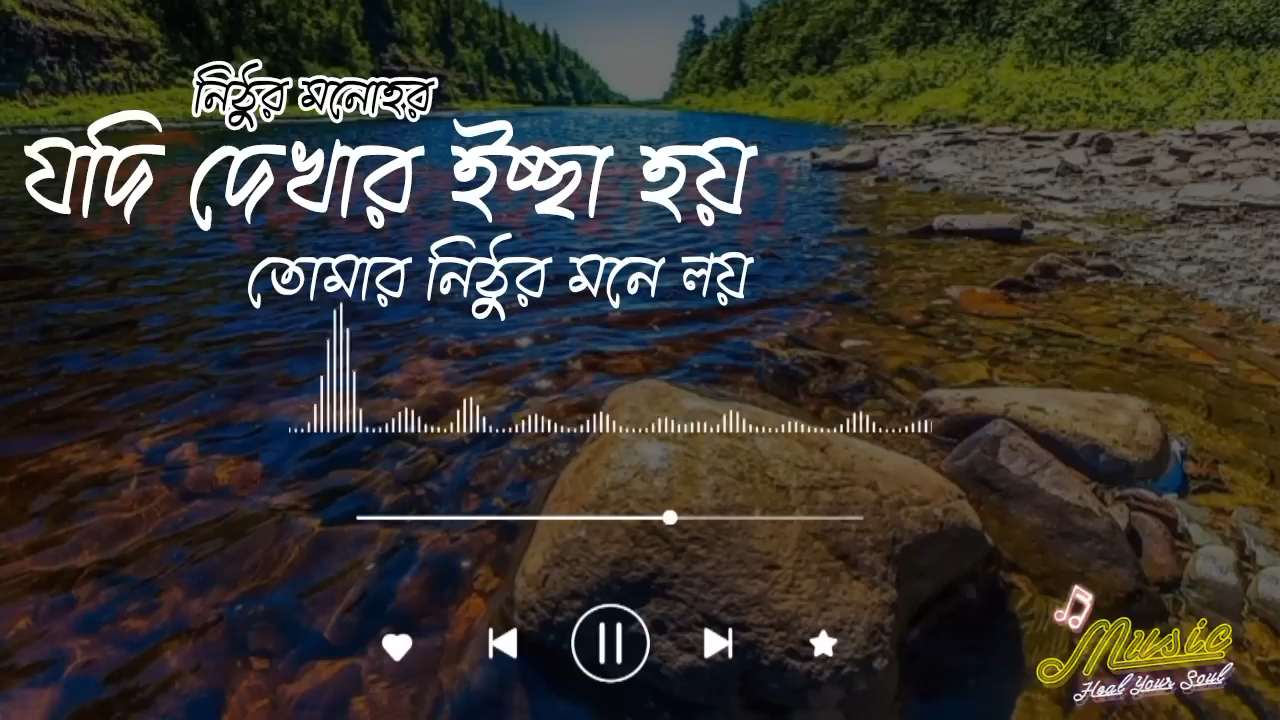 নিঠুর মনোহর
যদি দেখার ইচ্ছা হয়
তোমার নিঠুর মনে লয়
Music
Heal Your Soul